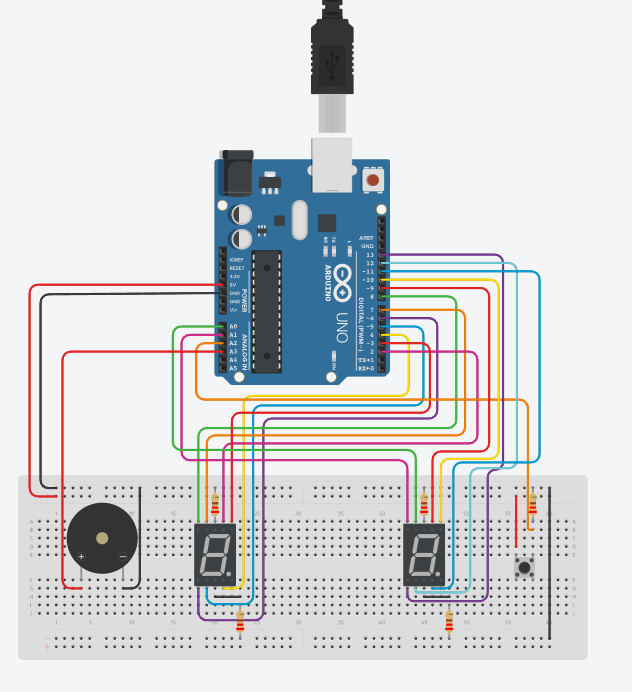 AREF
GND
IOREF
RESET
3.3V
5V
GND
GND
Vin
POWER
A0
A1
A2
A3
A4
A5
ANALOG IN
RX
TX
L
ARDUINO
UNO
ON
DIGITAL (PWM~)
13
12
~11
~10
~9
8
7
~6
~5
4
~3
2
TX→1
RX←0
1
5
10
15
20
25
30
35
40
45
50
55
60
A
B
C
D
E
F
G
H
I
J
+
−